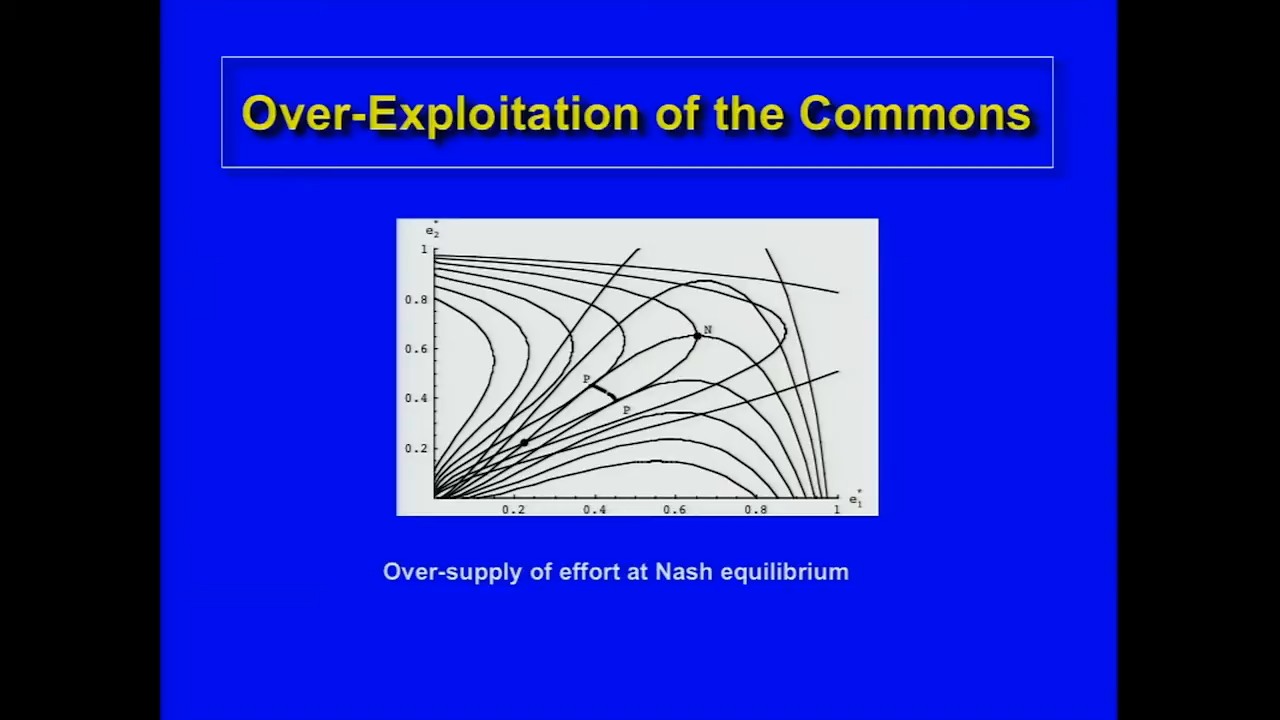 Over-Exploitation of the Commons
e₂*
1
0.8
N
0.6
P
0.4
P
0.2
e₁*
0.2 0.4 0.6 0.8 1
Over-supply of effort at Nash equilibrium